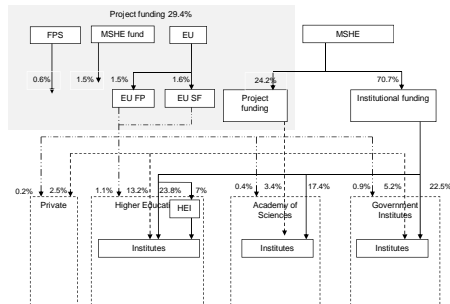 Project funding 29.4%
FPS
MSHE fund
EU
MSHE
0.6%
1.5%
1.5%
1.6%
24.2%
70.7%
EU FP
EU SF
Project
funding
Institutional funding
0.2%
2.5%
1.1%
13.2%
23.8%
7%
0.4%
3.4%
17.4%
0.9%
5.2%
22.5%
Private
Higher Educati
HEI
Academy of
Sciences
Government
Institutes
Institutes
Institutes
Institutes